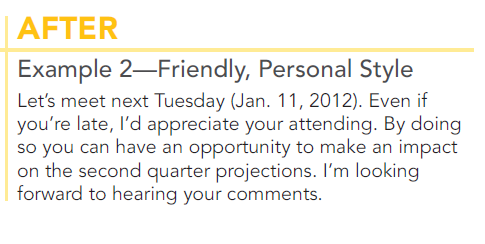 AFTER
Example 2—Friendly, Personal Style
Let's meet next Tuesday (Jan. 11, 2012). Even if
you're late, I'd appreciate your attending. By doing
so you can have an opportunity to make an impact
on the second quarter projections. I'm looking
forward to hearing your comments.